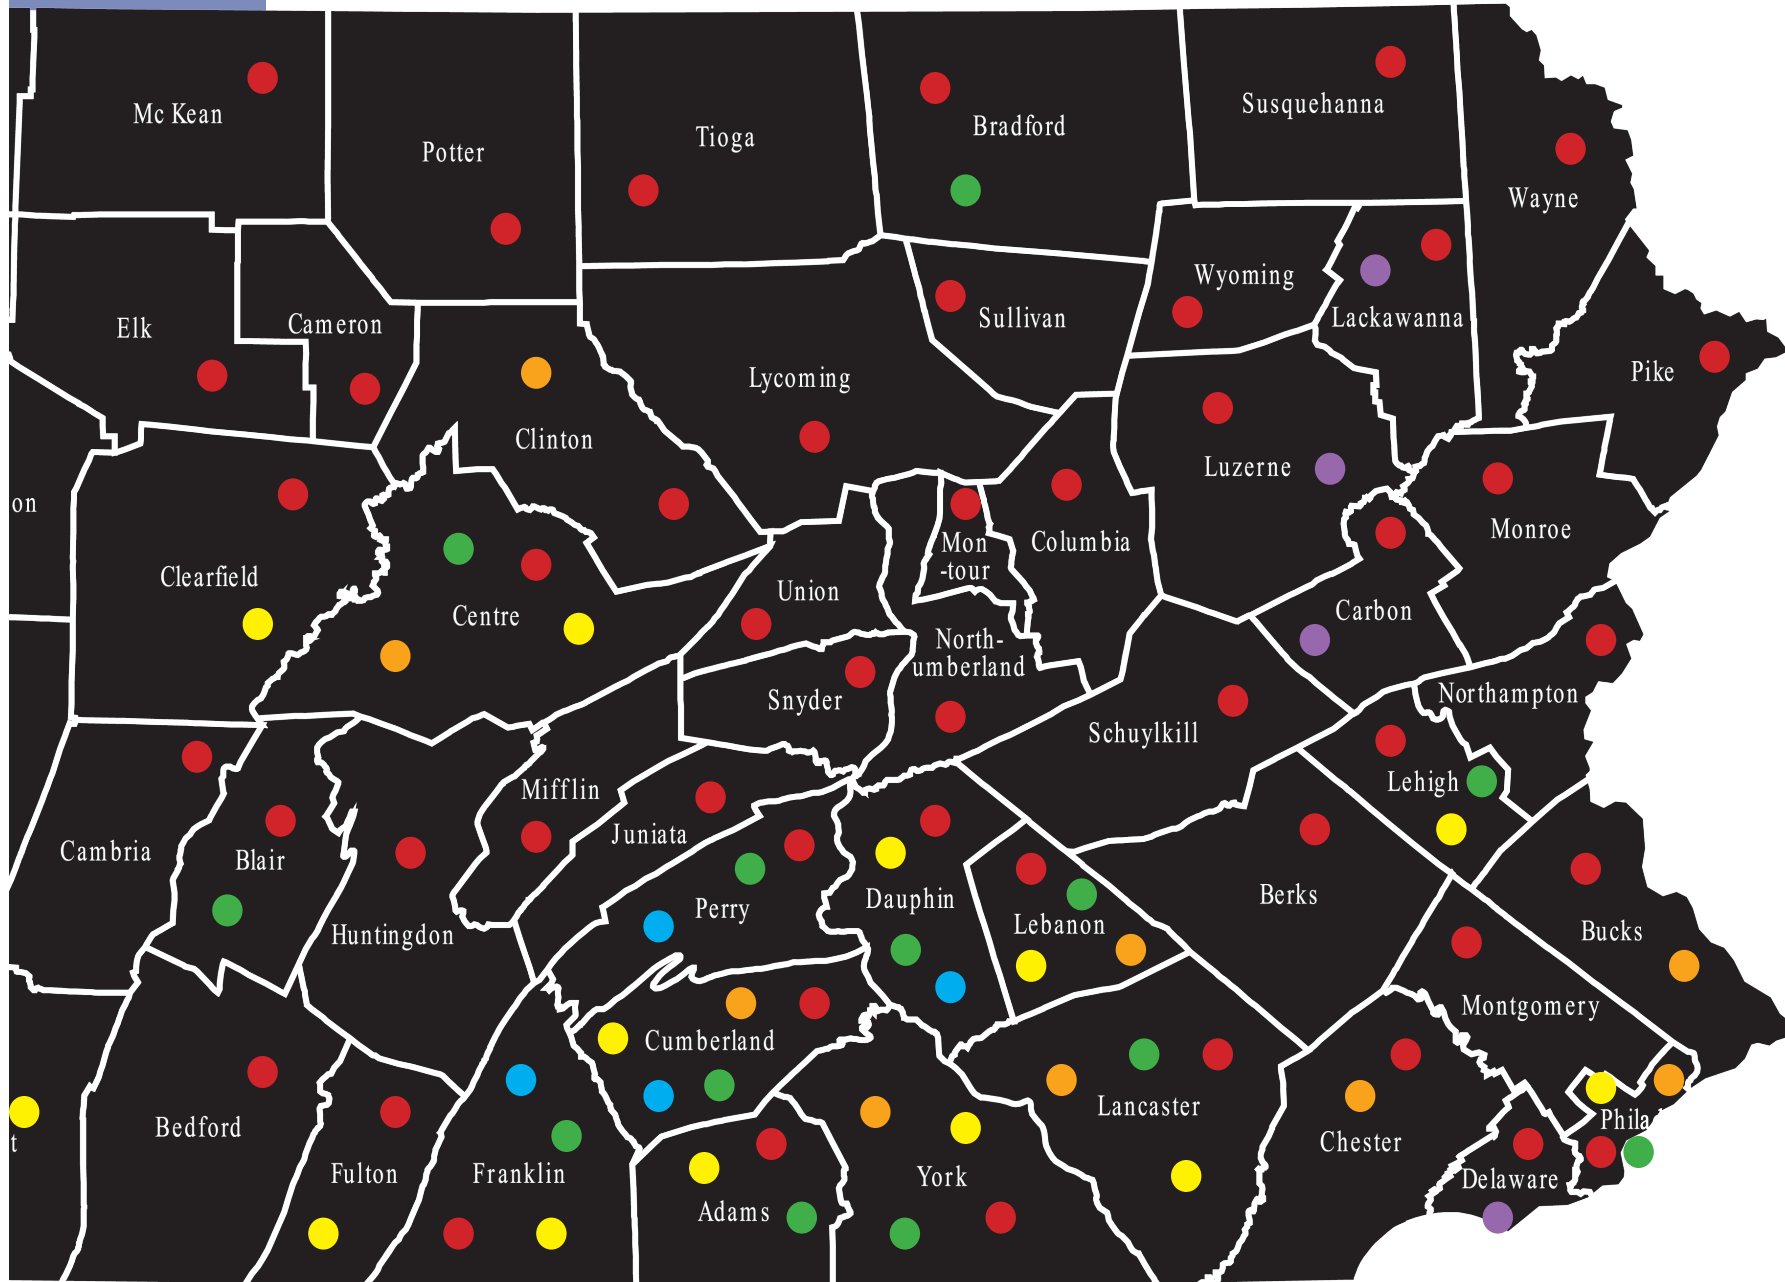 Mc Kean
Potter
Tioga
Bradford
Susquehanna
Wayne
Elk
Cameron
Clinton
Lycoming
Sullivan
Wyoming
Lackawanna
Pike
on
Clearfield
Centre
Union
Mon
-tour
Columbia
Luzerne
Monroe
Carbon
Snyder
North-
umberland
Schuylkill
Northampton
Lehigh
Cambria
Blair
Huntingdon
Mifflin
Juniata
Perry
Dauphin
Lebanon
Berks
Bucks
Montgomery
Cumberland
Lancaster
Chester
Phila
Delaware
t
Bedford
Fulton
Franklin
Adams
York